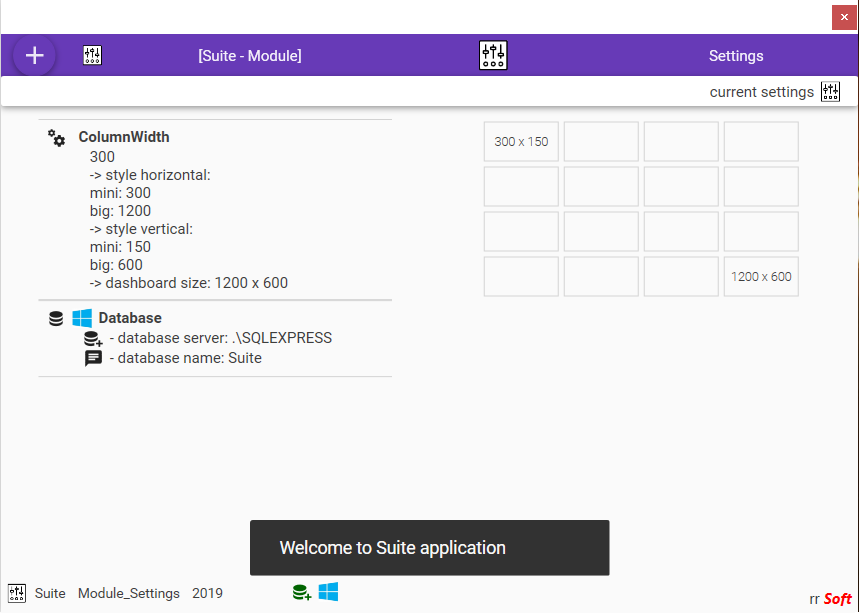 [Suite - Module]
Settings
current settings
ColumnWidth
300
-> style horizontal:
mini: 300
big: 1200
-> style vertical:
mini: 150
big: 600
-> dashboard size: 1200 x 600
300 x 150
1200 x 600
Database
- database server: .\SQLEXPRESS
- database name: Suite
Welcome to Suite application
Suite Module_Settings 2019
rr Soft